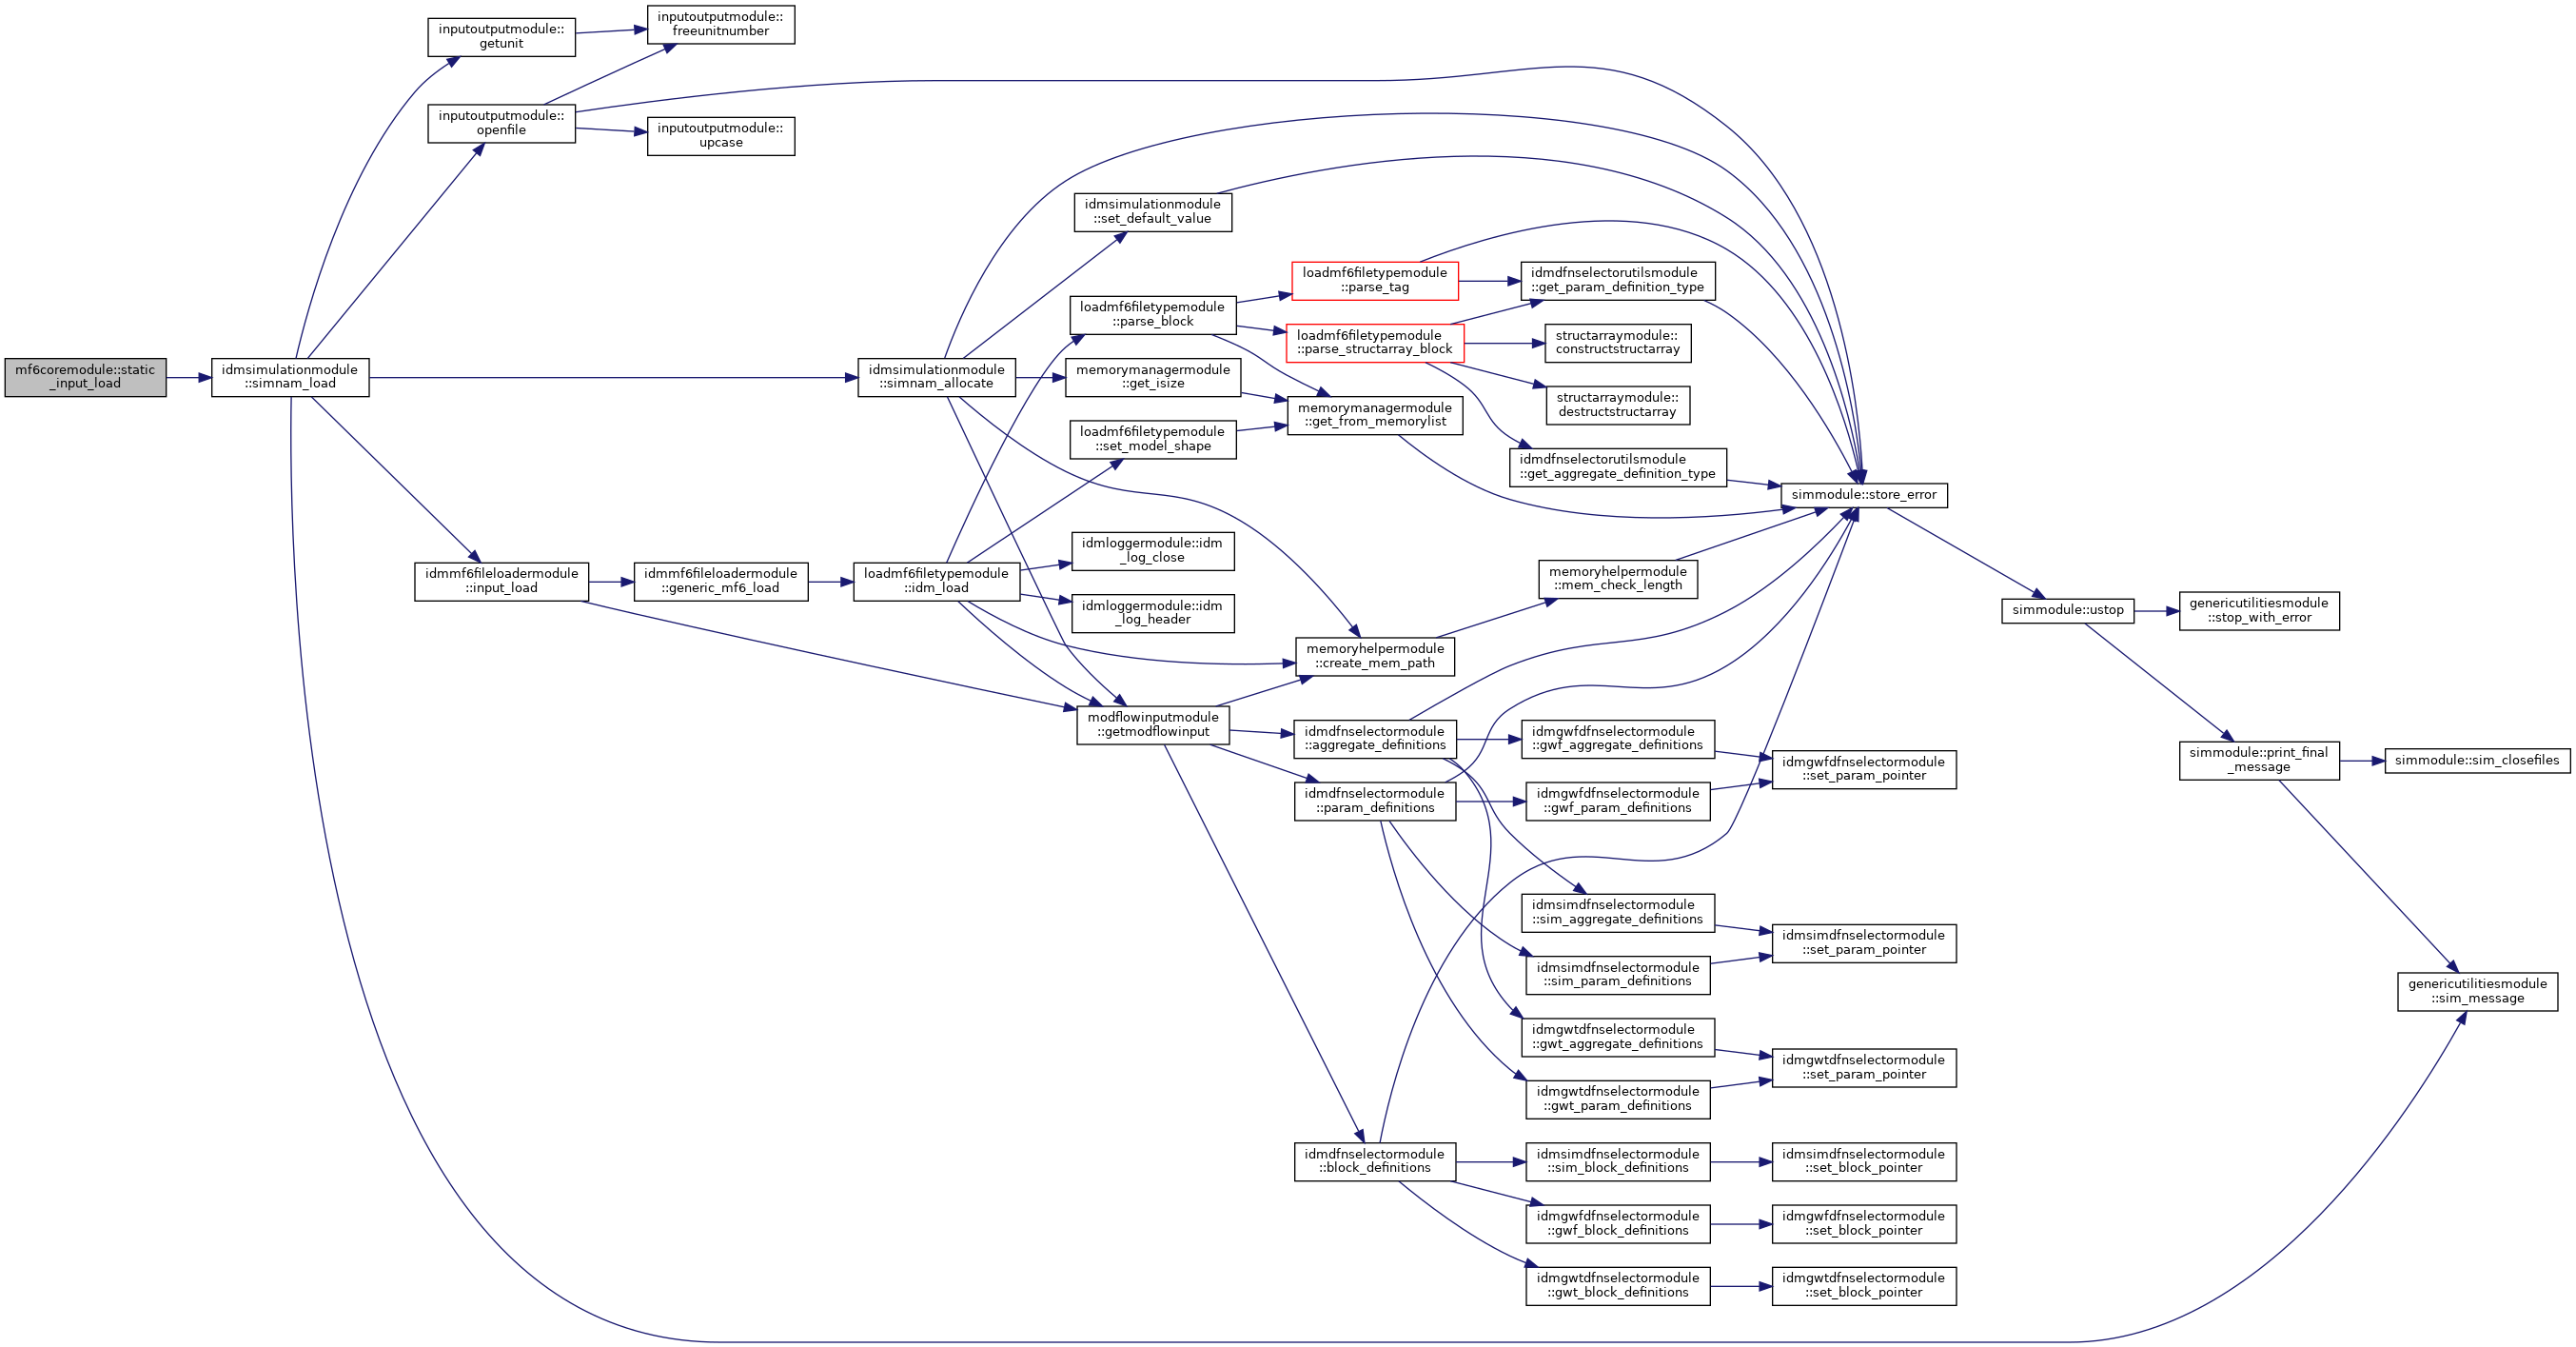 mf6coremodule::static
_input_load
idmsimulationmodule
::simnam_load
inputoutputmodule::
getunit
inputoutputmodule::
openfile
idmmf6fileloadermodule
::input_load
inputoutputmodule::
freeunitnumber
inputoutputmodule::
upcase
idmmf6fileloadermodule
::generic_mf6_load
idmsimulationmodule
::simnam_allocate
loadmf6filetypemodule
::idm_load
idmsimulationmodule
::set_default_value
loadmf6filetypemodule
::parse_block
memorymanagermodule
::get_isize
loadmf6filetypemodule
::set_model_shape
idmloggermodule::idm
_log_close
idmloggermodule::idm
_log_header
modflowinputmodule
::getmodflowinput
loadmf6filetypemodule
::parse_tag
loadmf6filetypemodule
::parse_structarray_block
memorymanagermodule
::get_from_memorylist
memoryhelpermodule
::create_mem_path
idmdfnselectormodule
::aggregate_definitions
idmdfnselectormodule
::param_definitions
idmdfnselectormodule
::block_definitions
idmdfnselectorutilsmodule
::get_param_definition_type
structarraymodule::
constructstructarray
structarraymodule::
destructstructarray
idmdfnselectorutilsmodule
::get_aggregate_definition_type
memoryhelpermodule
::mem_check_length
idmgwfdfnselectormodule
::gwf_aggregate_definitions
idmgwfdfnselectormodule
::gwf_param_definitions
idmsimdfnselectormodule
::sim_aggregate_definitions
idmsimdfnselectormodule
::sim_param_definitions
idmgwtdfnselectormodule
::gwt_aggregate_definitions
idmgwtdfnselectormodule
::gwt_param_definitions
idmsimdfnselectormodule
::sim_block_definitions
idmgwfdfnselectormodule
::gwf_block_definitions
idmgwtdfnselectormodule
::gwt_block_definitions
simmodule::store_error
idmgwfdfnselectormodule
::set_param_pointer
idmsimdfnselectormodule
::set_param_pointer
idmgwtdfnselectormodule
::set_param_pointer
idmsimdfnselectormodule
::set_block_pointer
idmgwfdfnselectormodule
::set_block_pointer
idmgwtdfnselectormodule
::set_block_pointer
simmodule::ustop
genericutilitiesmodule
::stop_with_error
simmodule::print_final
_message
simmodule::sim_closefiles
genericutilitiesmodule
::sim_message